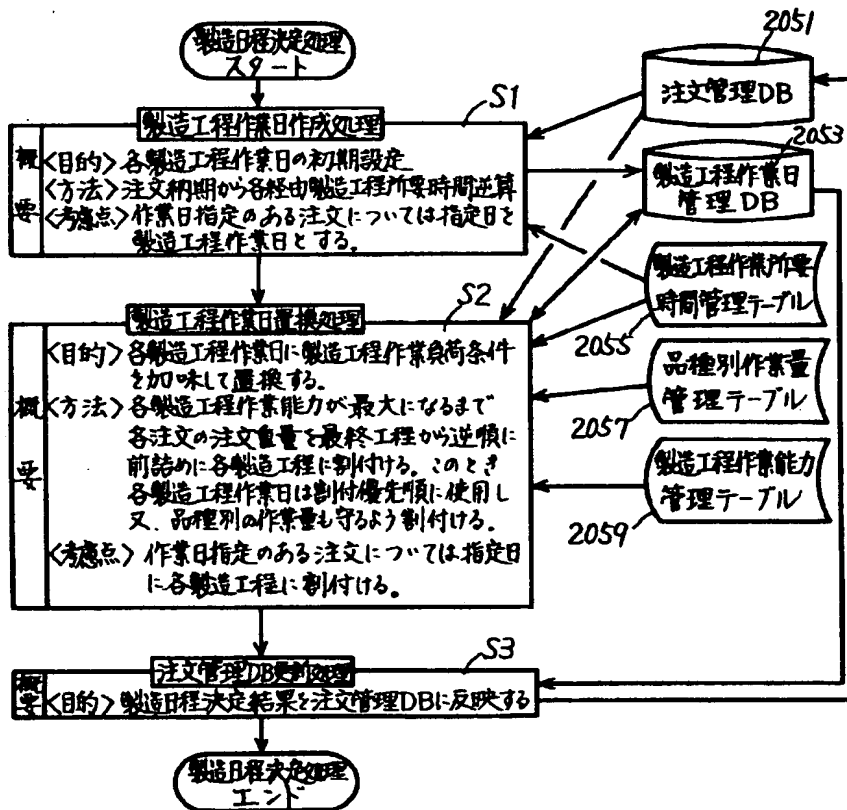 製造日程決定処理
スタート
S1
製造工程作業日作成処理
概要
<目的> 各製造工程作業日の初期設定
<方法> 注文納期から各経由製造工程所要時間逆算
<考慮点> 作業日指定のある注文については指定日を
製造工程作業日とする。
S2
製造工程作業日置換処理
概要
<目的> 各製造工程作業日に製造工程作業負荷条件
を加味して置換する。
<方法> 各製造工程作業能力が最大になるまで
各注文の注文重量を最終工程から逆順に
前詰めに各製造工程に割付ける。このとき
各製造工程作業日は割付優先順に使用し
又、品種別の作業量も守るよう割付ける。
<考慮点> 作業日指定のある注文については指定日
に各製造工程に割付ける。
S3
注文管理DB更新処理
概要
<目的> 製造日程決定結果を注文管理DBに反映する
製造日程決定処理
エンド
2051
注文管理DB
2053
製造工程作業日
管理DB
製造工程作業所要
時間管理テーブル
2055
品種別作業量
管理テーブル
2057
製造工程作業能力
管理テーブル
2059